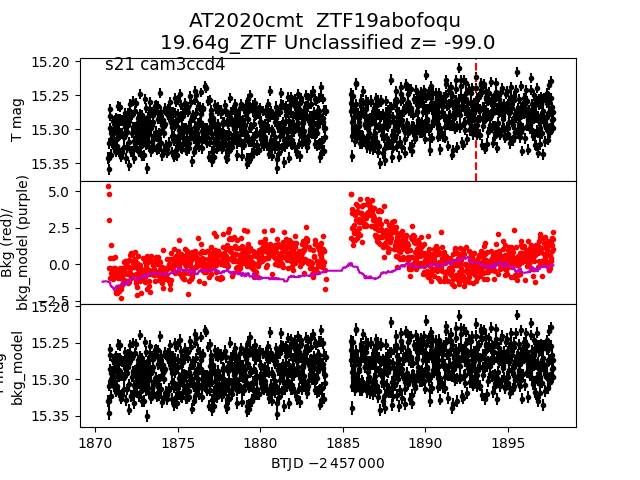 AT2020cmt ZTF19abofoqu
19.64g_ZTF Unclassified z= -99.0
s21 cam3ccd4
15.20
15.25
15.30
15.35
T mag
5.0
2.5
0.0
−2.5
Bkg (red)/
bkg_model (purple)
15.20
15.25
15.30
15.35
mag
bkg_model
1870
1875
1880
1885
1890
1895
BTJD −2 457 000